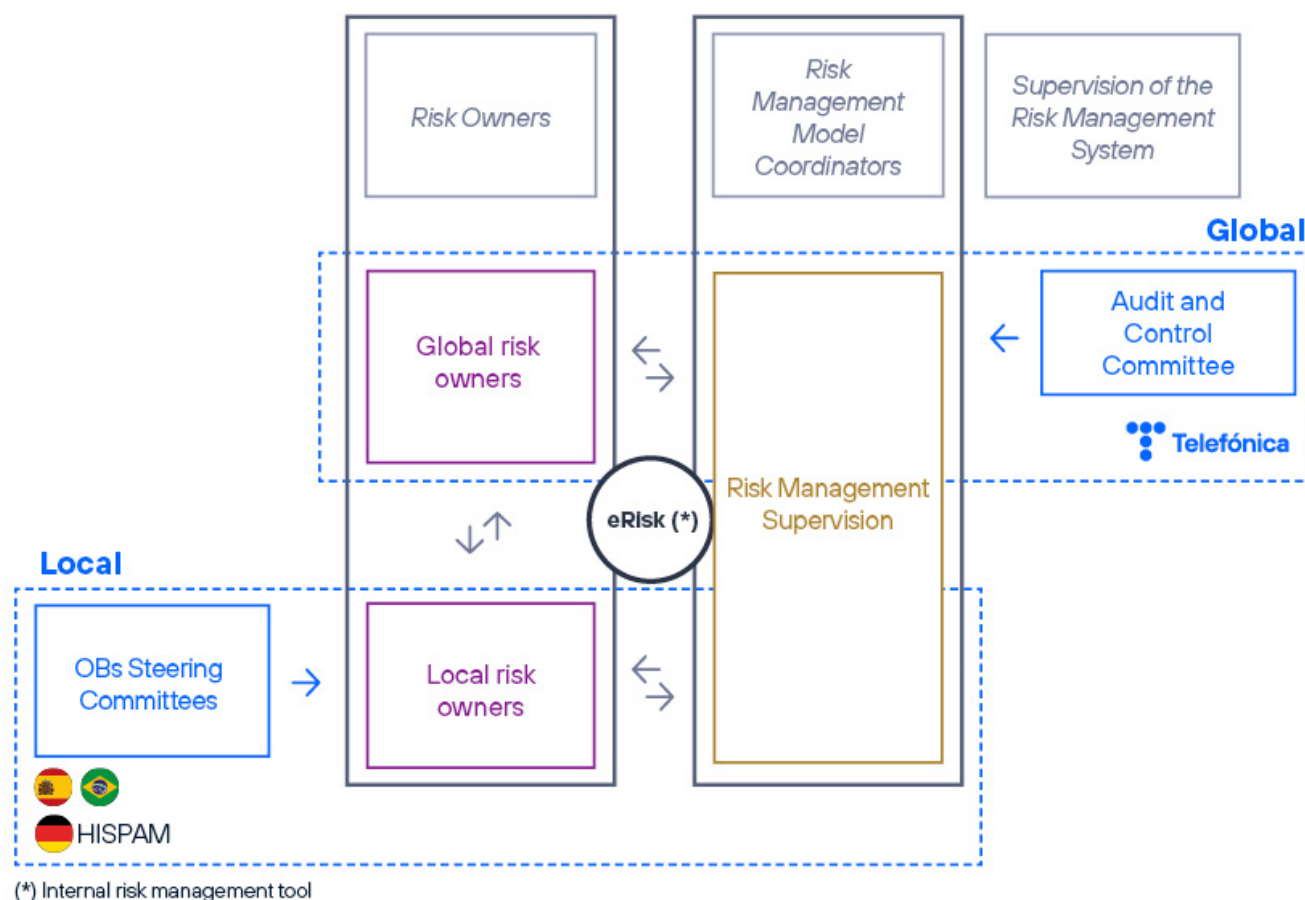 Risk Owners
Risk
Management
Model
Coordinators
Supervision of the
Risk Management
System
Global
Global risk
owners
Audit and
Control
Committee
Telefónica
eRisk (*)
Risk Management
Supervision
Local
OBs Steering
Committees
Local risk
owners
HISPAM
(*) Internal risk management tool